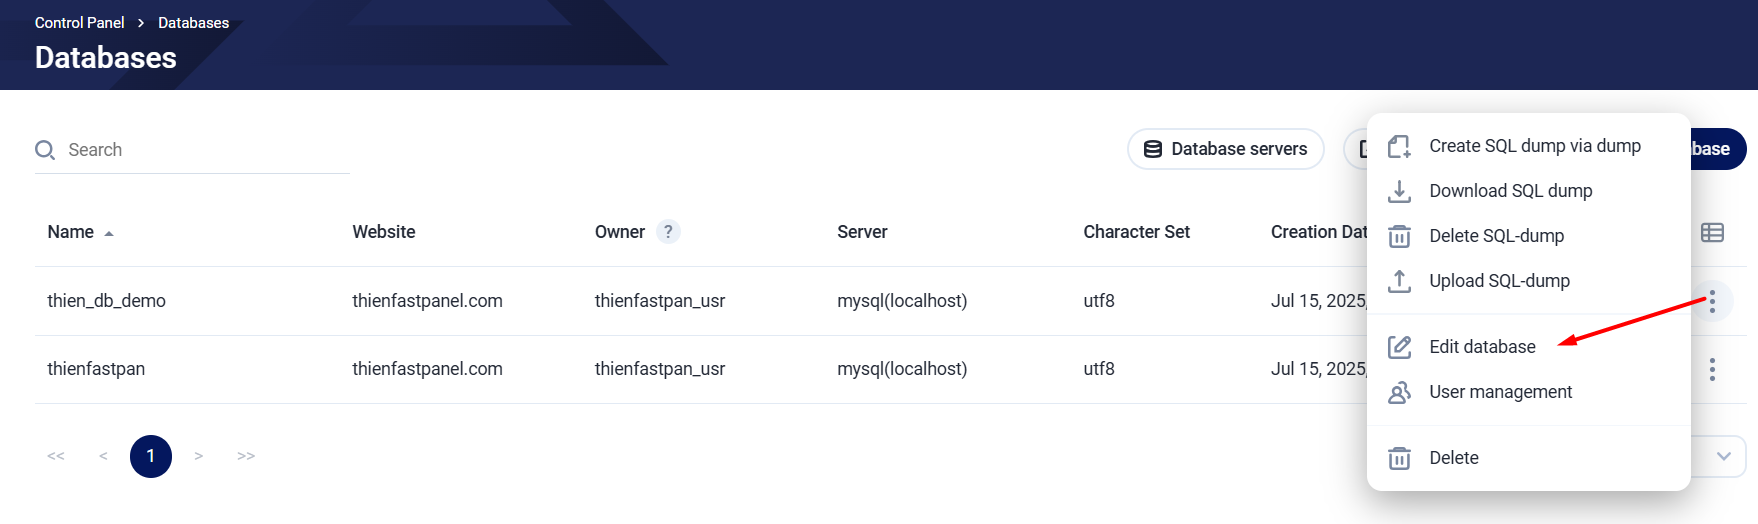 Control Panel > Databases
Databases
Search
Database servers
base
Name Website Owner ? Server Character Set Creation Dat
thien_db_demo thienfastpanel.com thienfastpan_usr mysql(localhost) utf8 Jul 15, 2025,
thienfastpan thienfastpanel.com thienfastpan_usr mysql(localhost) utf8 Jul 15, 2025,
<< < 1 > >>
Create SQL dump via dump
Download SQL dump
Delete SQL-dump
Upload SQL-dump
Edit database
User management
Delete